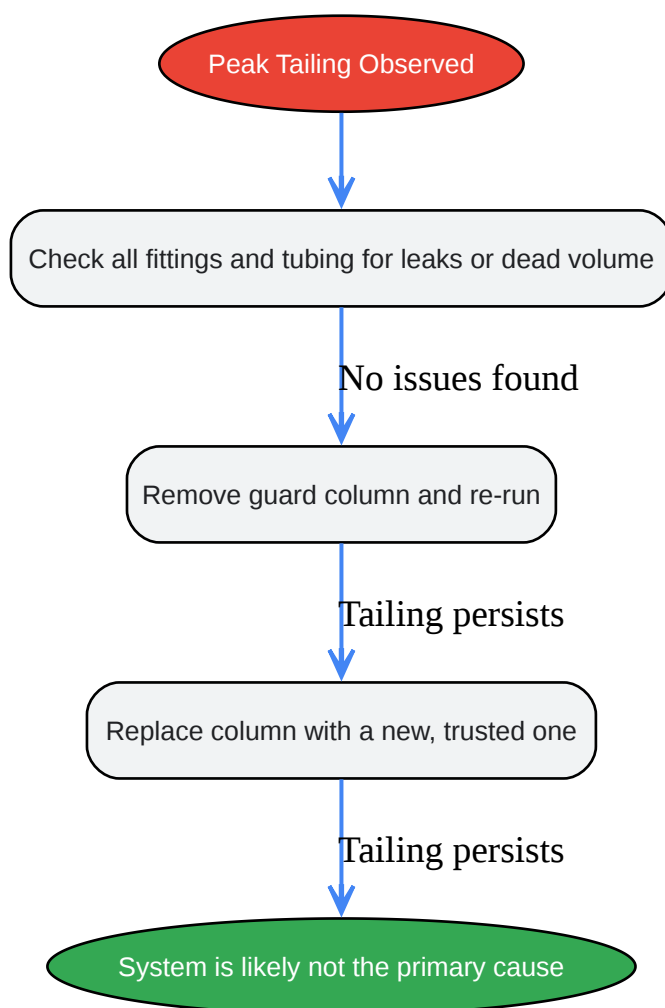 Peak Tailing Observed
Check all fittings and tubing for leaks or dead volume
No issues found
Remove guard column and re-run
Tailing persists
Replace column with a new, trusted one
Tailing persists
System is likely not the primary cause